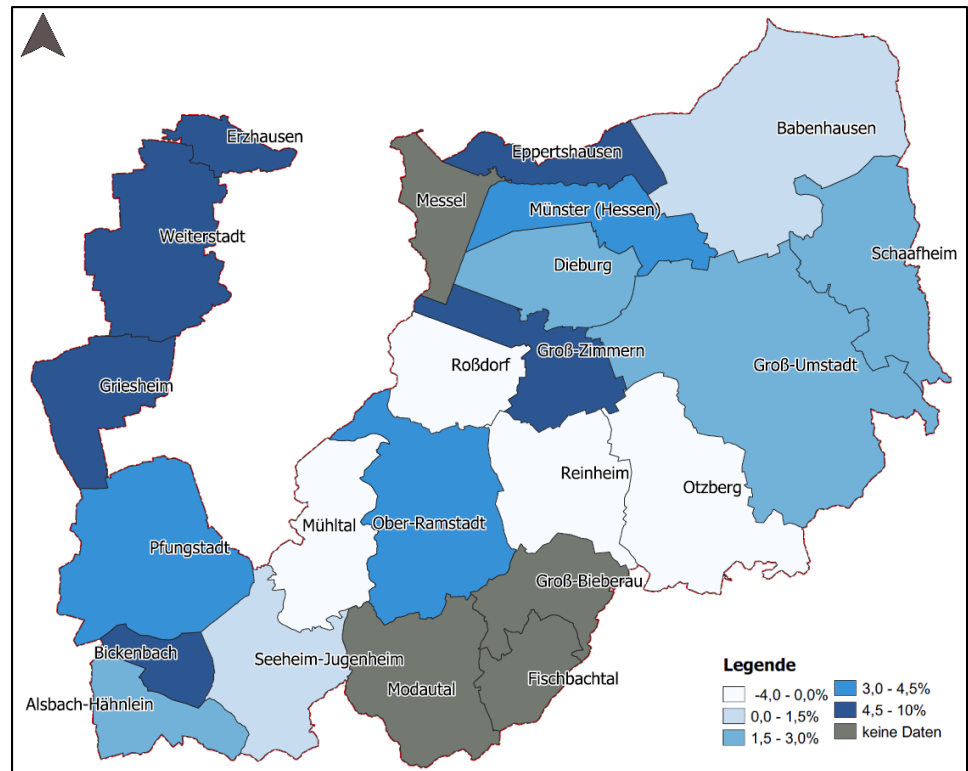 Babenhausen
Erzhausen
Eppertshausen
Messel
Münster (Hessen)
Weiterstadt
Schaafheim
Dieburg
Groß-Zimmern
Roßdorf
Groß-Umstadt
Griesheim
Reinheim
Otzberg
Mühltal
Ober-Ramstadt
Pfungstadt
Groß-Bieberau
Bickenbach
Seeheim-Jugenheim
Fischbachtal
Modautal
Alsbach-Hähnlein
Legende
-4,0 - 0,0%
0,0 - 1,5%
1,5 - 3,0%
3,0 - 4,5%
4,5 - 10%
keine Daten